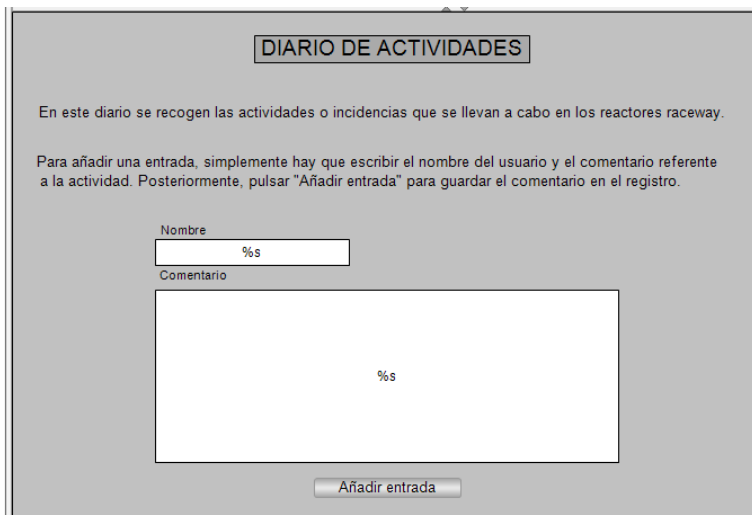 DIARIO DE ACTIVIDADES
En este diario se recogen las actividades o incidencias que se llevan a cabo en los reactores raceway.
Para añadir una entrada, simplemente hay que escribir el nombre del usuario y el comentario referente
a la actividad. Posteriormente, pulsar "Añadir entrada" para guardar el comentario en el registro.
Nombre
%s
Comentario
%s
Añadir entrada